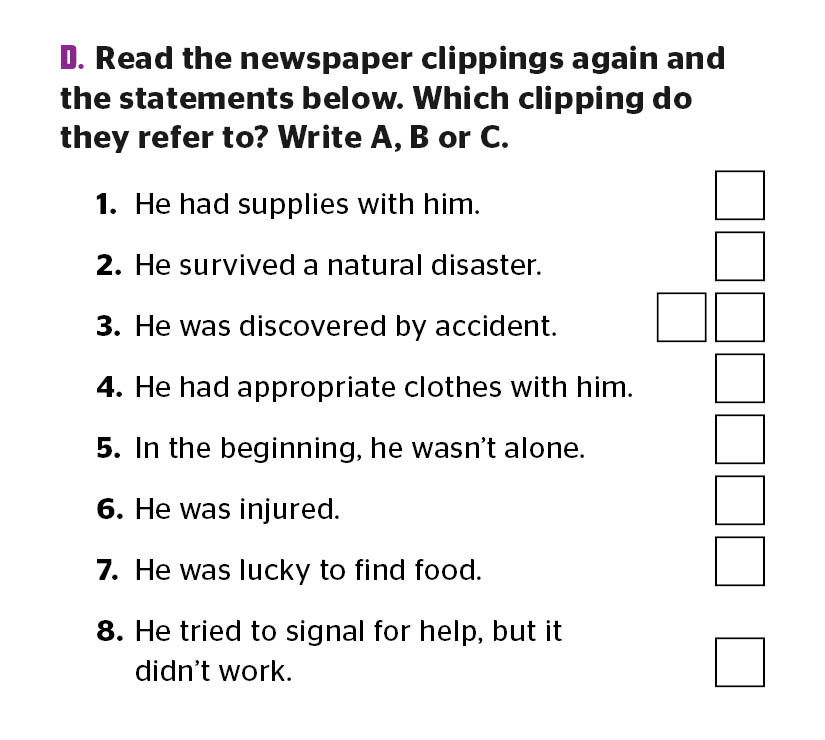 D. Read the newspaper clippings again and
the statements below. Which clipping do
they refer to? Write A, B or C.
1. He had supplies with him.
2. He survived a natural disaster.
3. He was discovered by accident.
4. He had appropriate clothes with him.
5. In the beginning, he wasn’t alone.
6. He was injured.
7. He was lucky to find food.
8. He tried to signal for help, but it
didn’t work.